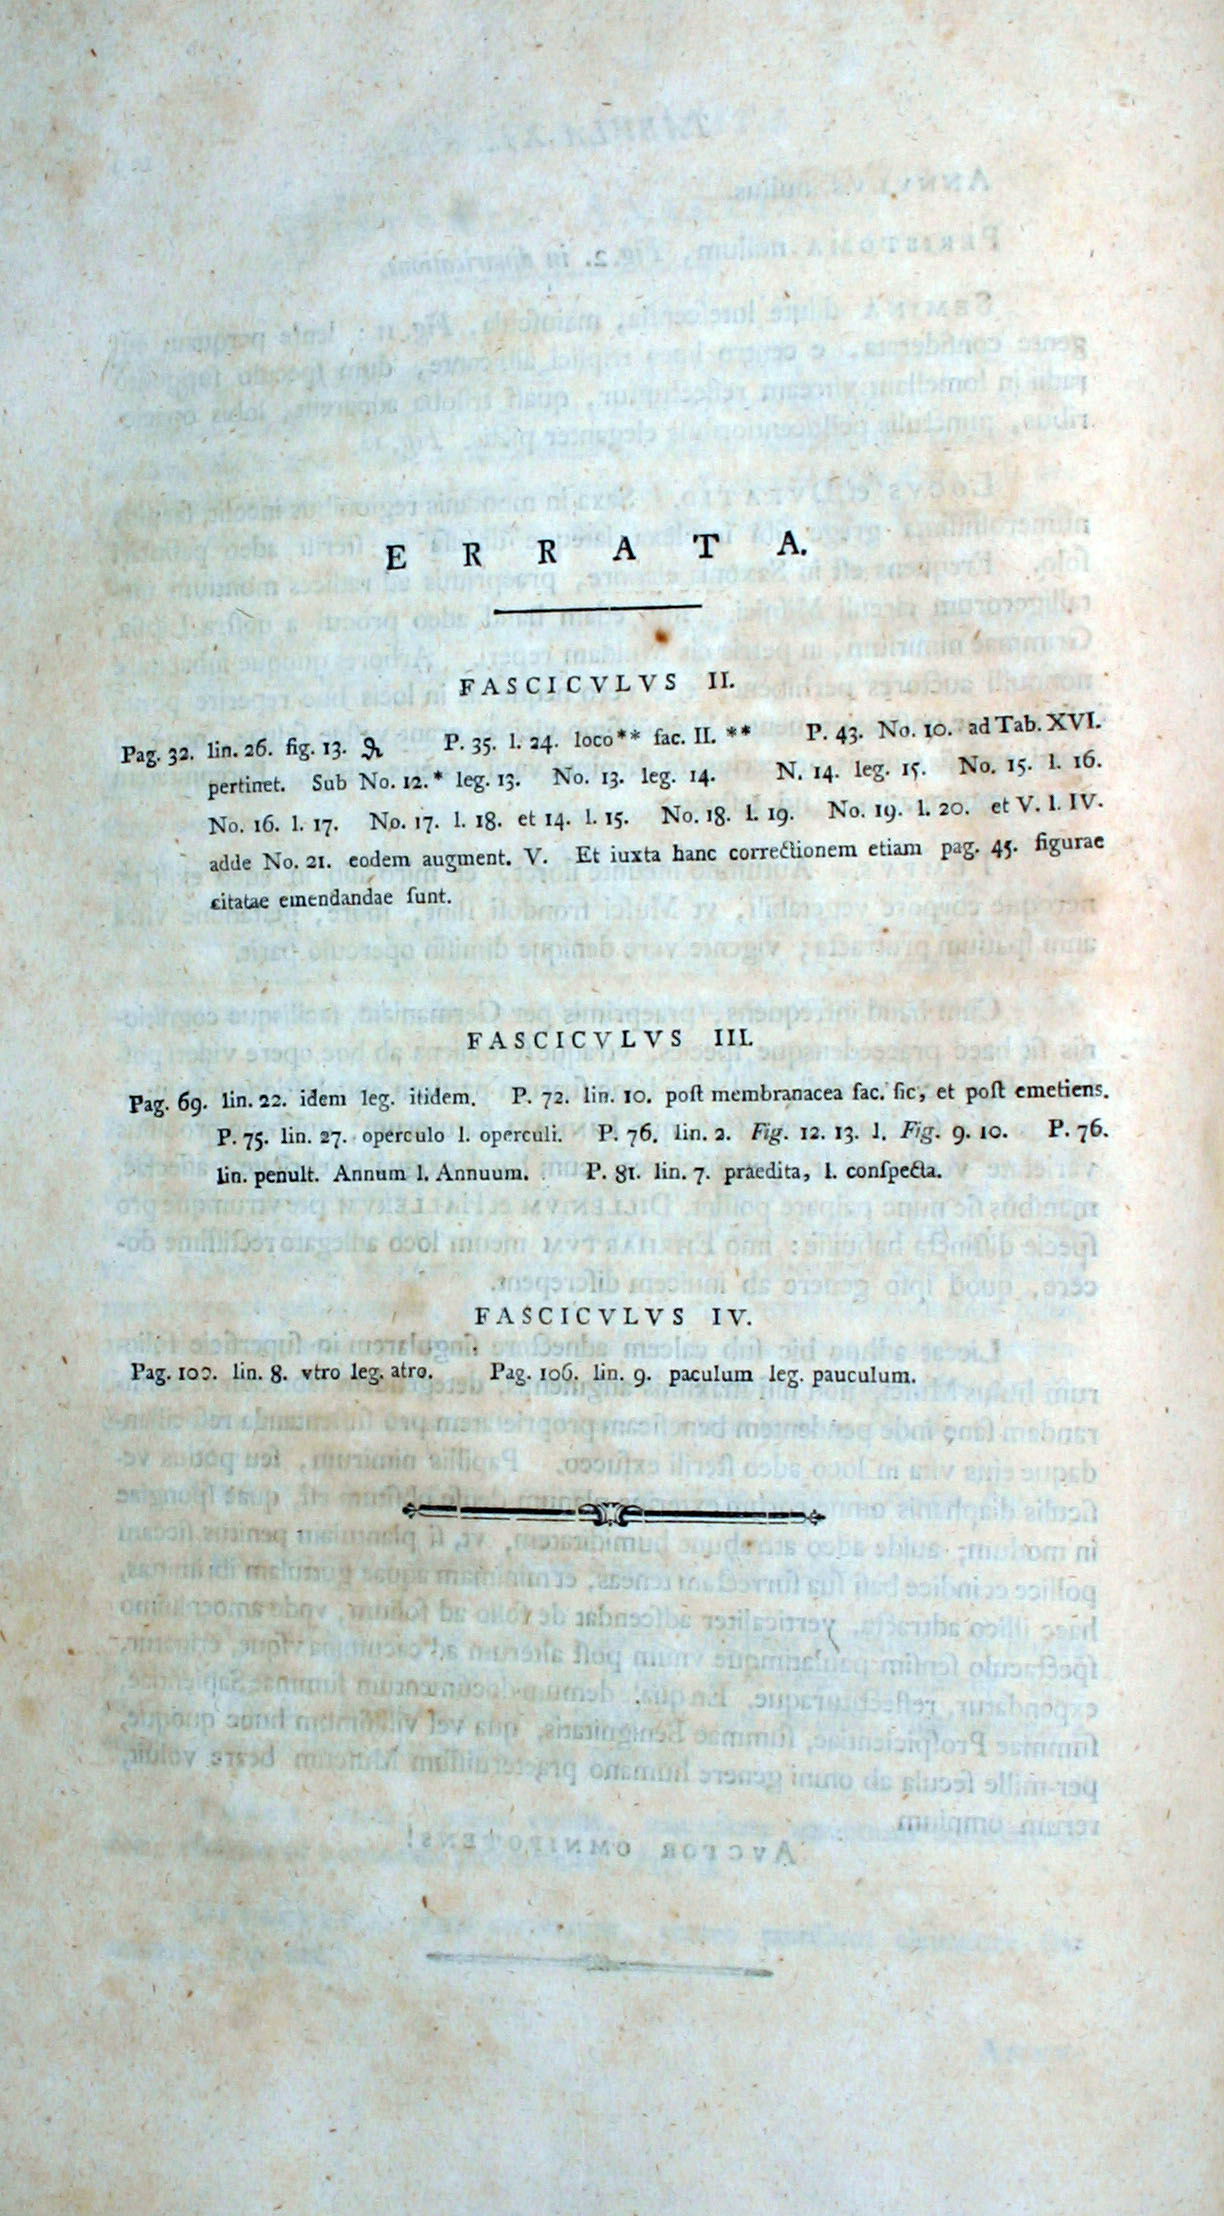 ERRATA.
FASCICVLVS II.
Pag. 32. lin. 26. fig. 13. ₰ P. 35. l. 24. loco** fac. II. ** P. 43. No. 10. ad Tab. XVI.
pertinet. Sub No. 12.* leg. 13. No. 13. leg. 14. N. 14. leg. 15. No. 15. l. 16.
No. 16. l. 17. No. 17. l. 18. et 14. l. 15. No. 18. l. 19. No. 19. l. 20. et V. l. IV.
adde No. 21. eodem augment. V. Et iuxta hanc correctionem etiam pag. 45. figurae
citatae emendandae ſunt.
FASCICVLVS III.
Pag. 69. lin. 22. idem leg. itidem. P. 72. lin. 10. poſt membranacea fac. ſic, et poſt emetiens.
P. 75. lin. 27. operculo l. operculi. P. 76. lin. 2. Fig. 12. 13. l. Fig. 9. 10. P. 76.
lin. penult. Annum l. Annuum. P. 81. lin. 7. praedita, l. conſpecta.
FASCICVLVS IV.
Pag. 100. lin. 8. vtro leg. atro. Pag. 106. lin. 9. paculum leg. pauculum.